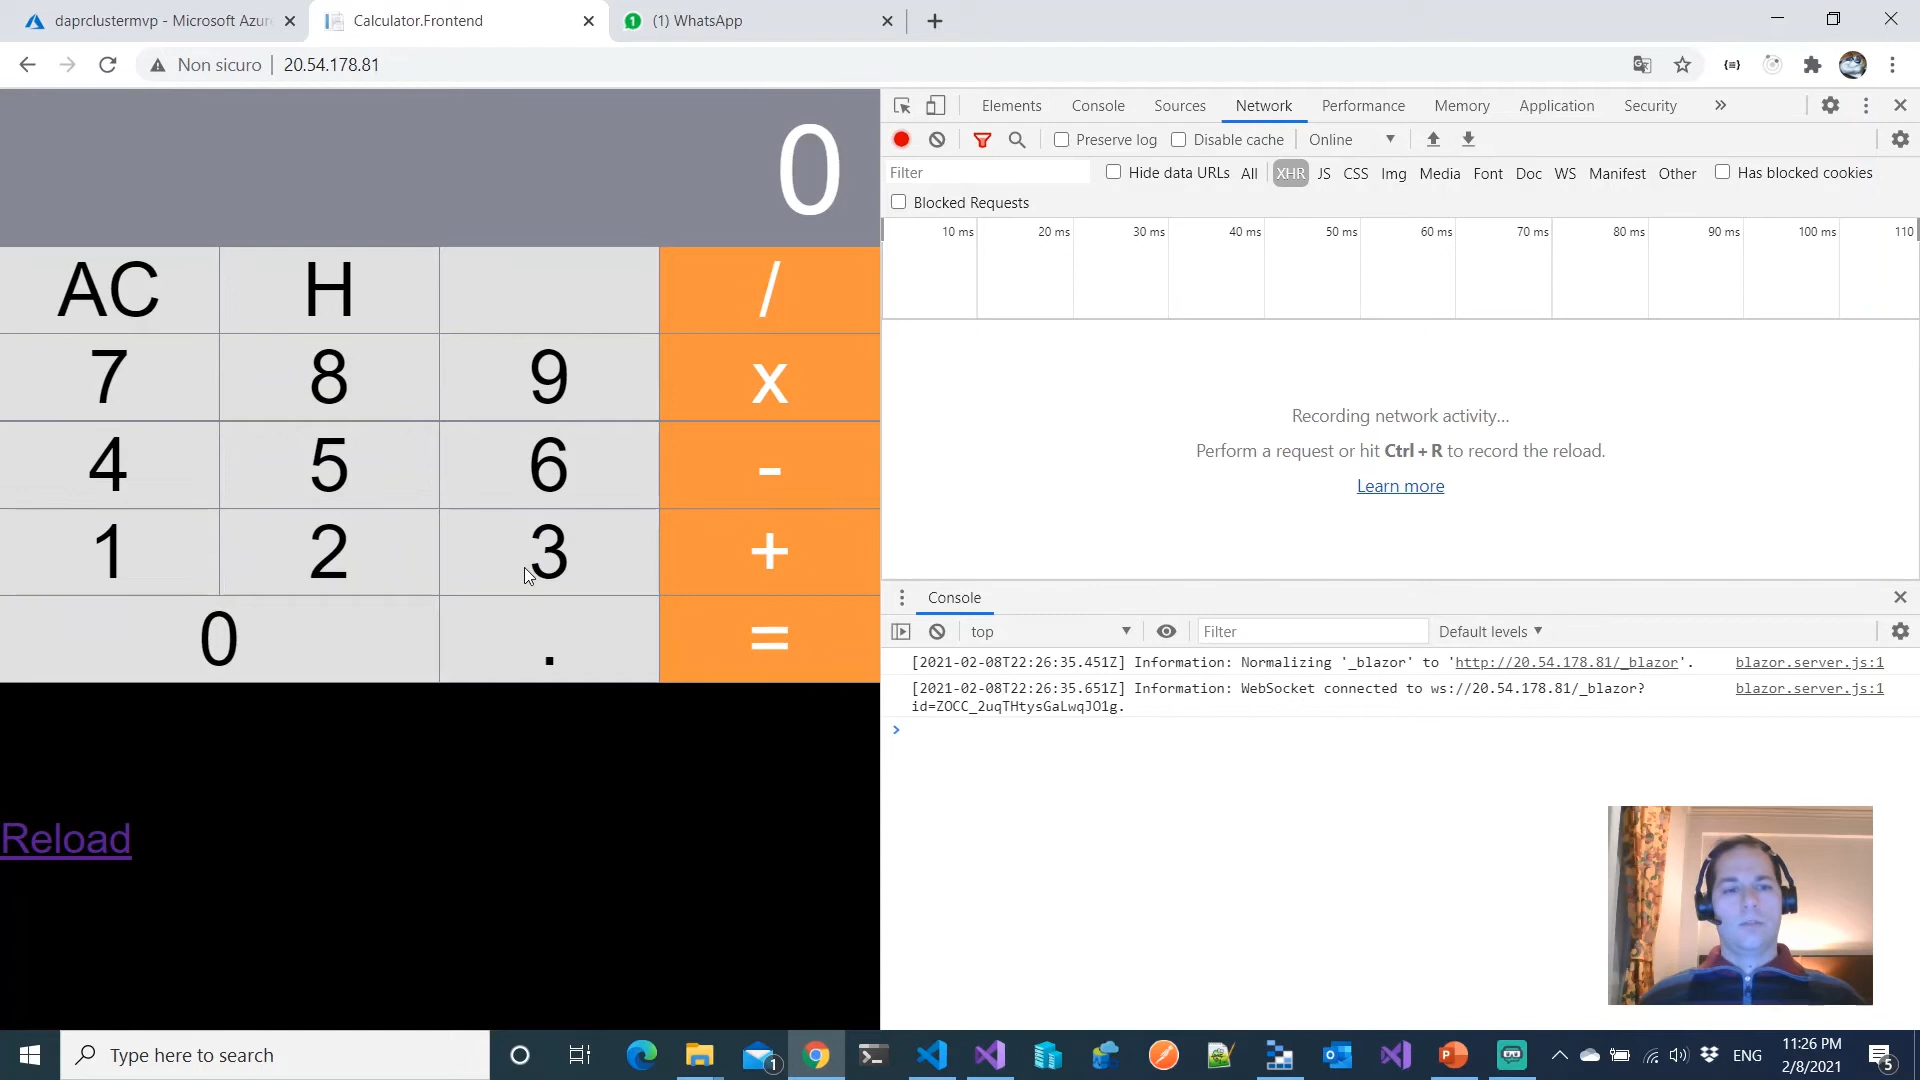 daprclustermvp - Microsoft Azur
Calculator.Frontend
(1) WhatsApp
Non sicuro
20.54.178.81
0
AC
H
/
7
8
9
x
4
5
6
-
1
2
3
+
0
.
=
Reload
Elements
Console
Sources
Network
Performance
Memory
Application
Security
Preserve log
Disable cache
Online
Filter
Hide data URLs
All
XHR
JS
CSS
Img
Media
Font
Doc
WS
Manifest
Other
Has blocked cookies
Blocked Requests
10 ms
20 ms
30 ms
40 ms
50 ms
60 ms
70 ms
80 ms
90 ms
100 ms
110
Recording network activity…
Perform a request or hit Ctrl + R to record the reload.
Learn more
Console
top
Filter
Default levels
[2021-02-08T22:26:35.451Z] Information: Normalizing '_blazor' to 'http://20.54.178.81/_blazor'.
blazor.server.js:1
[2021-02-08T22:26:35.651Z] Information: WebSocket connected to ws://20.54.178.81/_blazor?
id=ZOCC_2uqTHtysGaLwqJO1g.
blazor.server.js:1
Type here to search
1
ENG
11:26 PM
2/8/2021
5